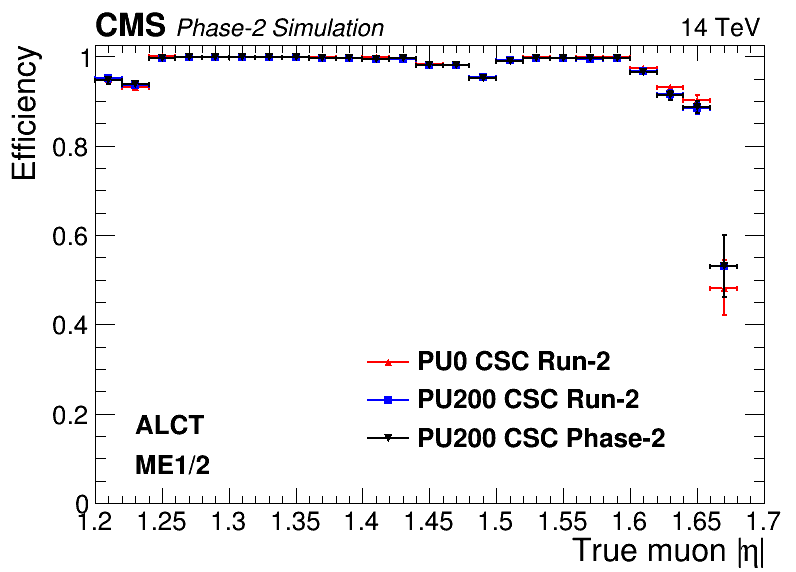 CMS Phase-2 Simulation 14 TeV
Efficiency
1
0.8
0.6
0.4
0.2
0
PU0 CSC Run-2
PU200 CSC Run-2
PU200 CSC Phase-2
ALCT
ME1/2
1.2 1.25 1.3 1.35 1.4 1.45 1.5 1.55 1.6 1.65 1.7
True muon |η|